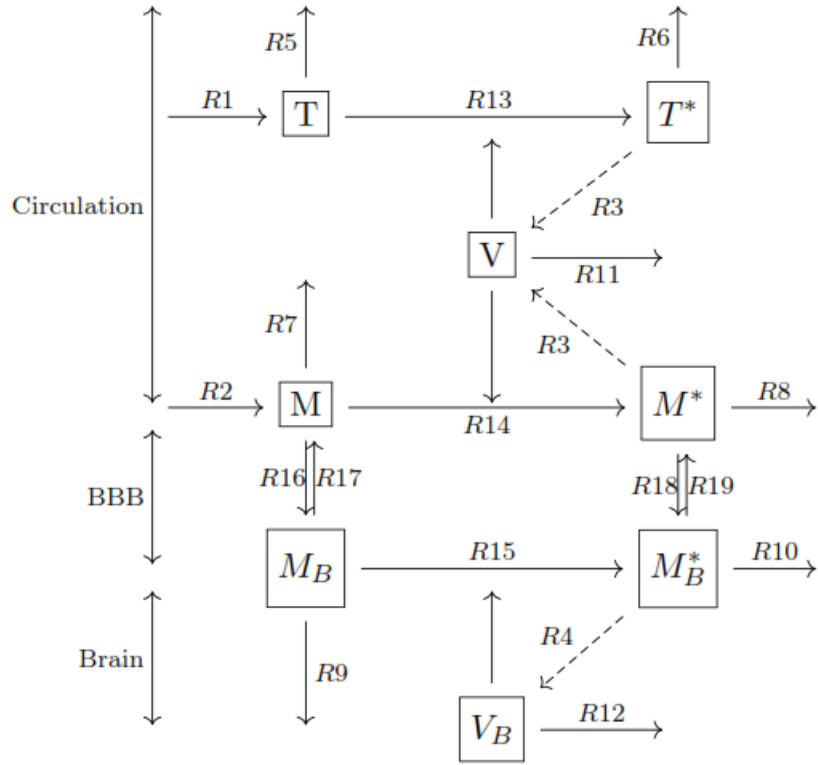 R5
R6
R1
T
R13
T*
Circulation
R3
V
R11
R7
R3
R2
M
R14
M*
R8
BBB
R16
R17
R18
R19
M_B
R15
M_B^*
R10
Brain
R9
R4
V_B
R12